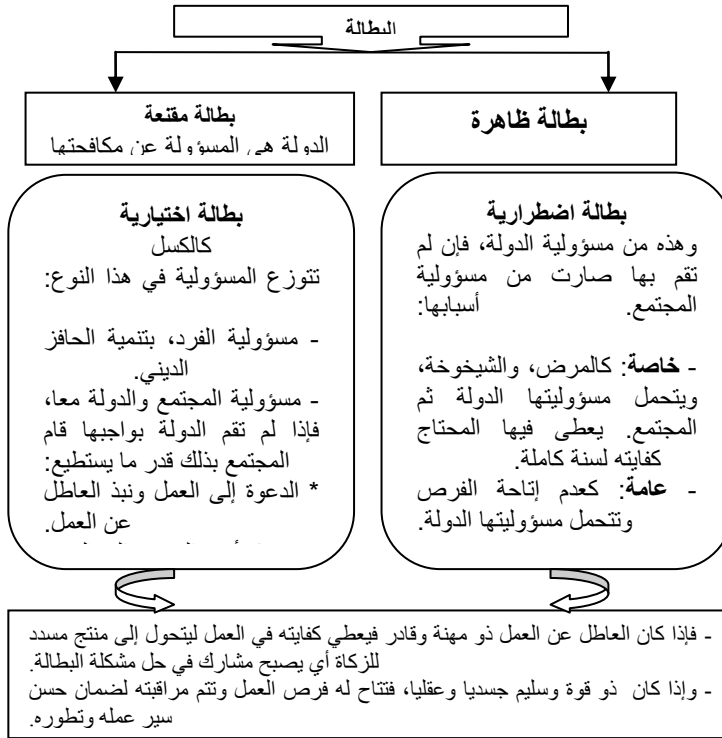 البطالة
بطالة ظاهرة
بطالة مقنعة
الدولة هي المسؤولة عن مكافحتها
بطالة اضطرارية
وهذه من مسؤولية الدولة، فإن لم
تقم بها صارت من مسؤولية
المجتمع. أسبابها:
- خاصة: كالمرض، والشيخوخة،
ويتحمل مسؤوليتها الدولة ثم
المجتمع. يعطى فيها المحتاج
كفايته لسنة كاملة.
- عامة: كعدم إتاحة الفرص
وتتحمل مسؤوليتها الدولة.
بطالة اختيارية
كالكسل
تتوزع المسؤولية في هذا النوع:
- مسؤولية الفرد، بتنمية الحافز
الديني.
- مسؤولية المجتمع والدولة معا،
فإذا لم تقم الدولة بواجبها قام
المجتمع بذلك قدر ما يستطيع:
* الدعوة إلى العمل ونبذ العاطل
عن العمل.
- فإذا كان العاطل عن العمل ذو مهنة وقادر فيعطي كفايته في العمل ليتحول إلى منتج مسدد
للزكاة أي يصبح مشارك في حل مشكلة البطالة.
- وإذا كان ذو قوة وسليم جسديا وعقليا، فتتاح له فرص العمل وتتم مراقبته لضمان حسن
سير عمله وتطوره.